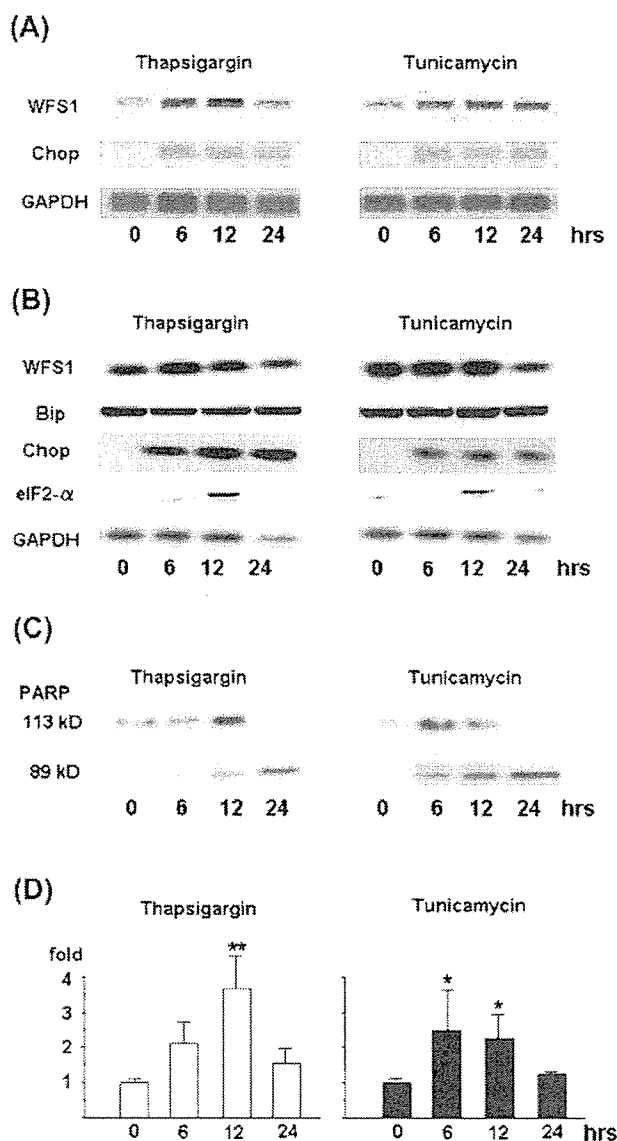 (A)
Thapsigargin Tunicamycin
WFS1
Chop
GAPDH
0 6 12 24 0 6 12 24 hrs
(B)
Thapsigargin Tunicamycin
WFS1
Bip
Chop
eIF2-α
GAPDH
0 6 12 24 0 6 12 24 hrs
(C)
Thapsigargin Tunicamycin
PARP
113 kD
89 kD
0 6 12 24 0 6 12 24 hrs
(D)
Thapsigargin Tunicamycin
fold
**
* *
4
3
2
1
0 6 12 24 0 6 12 24 hrs